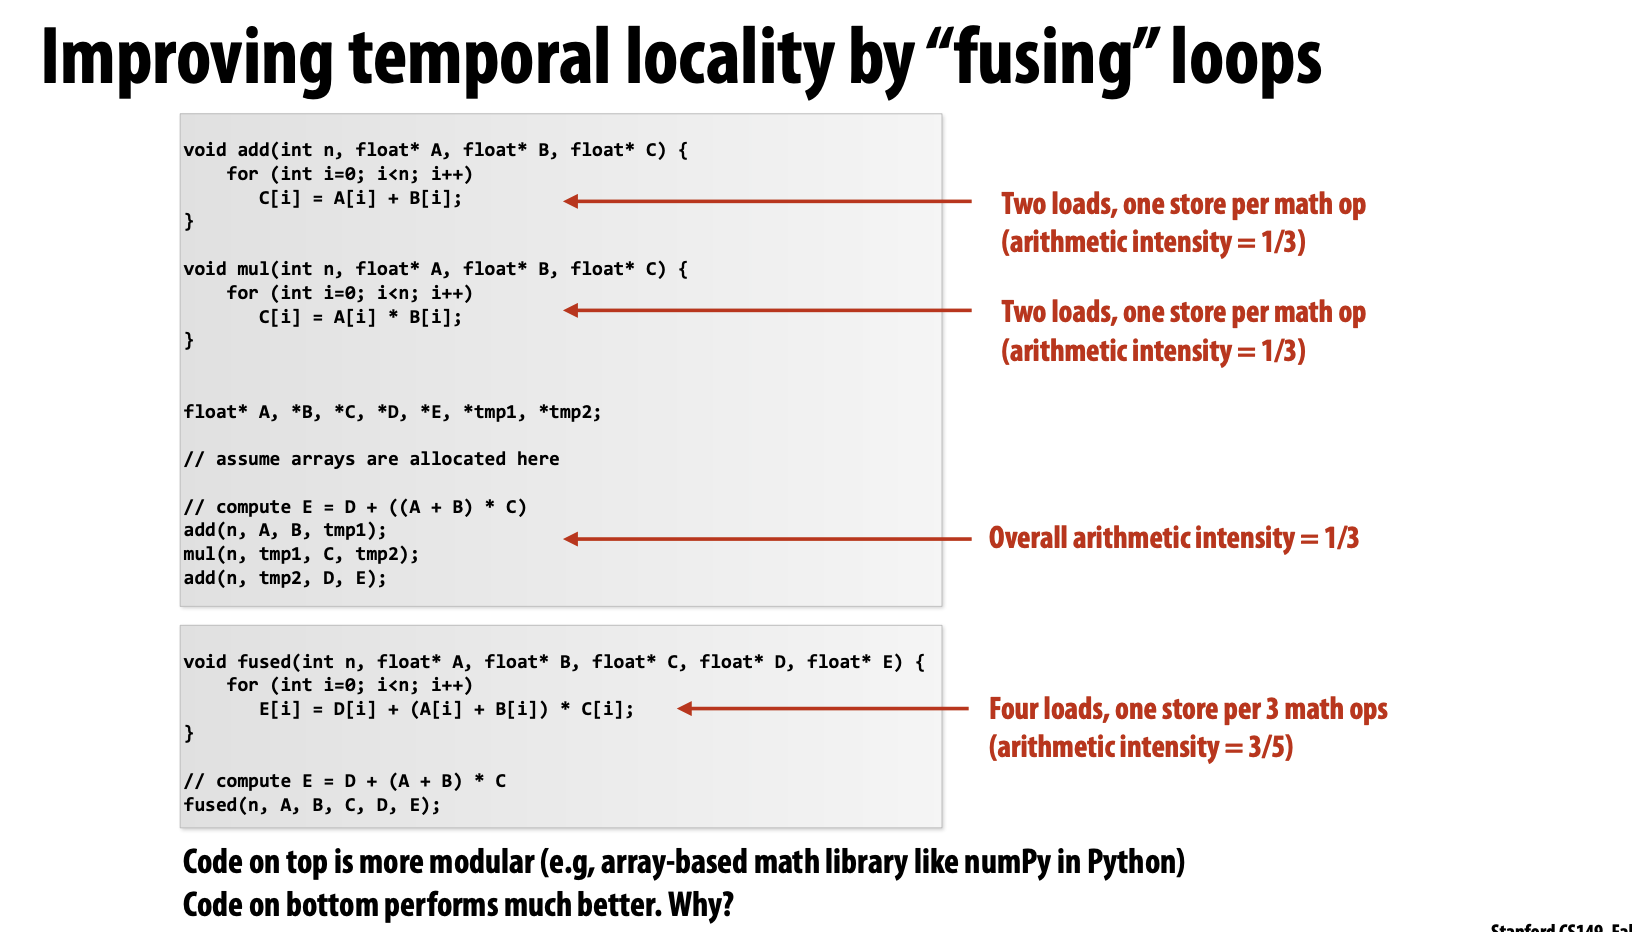 Improving temporal locality by “fusing” loops
void add(int n, float* A, float* B, float* C) {
    for (int i=0; i<n; i++)
       C[i] = A[i] + B[i];
}
Two loads, one store per math op
(arithmetic intensity = 1/3)
void mul(int n, float* A, float* B, float* C) {
    for (int i=0; i<n; i++)
       C[i] = A[i] * B[i];
}
Two loads, one store per math op
(arithmetic intensity = 1/3)
float* A, *B, *C, *D, *E, *tmp1, *tmp2;
// assume arrays are allocated here
// compute E = D + ((A + B) * C)
add(n, A, B, tmp1);
mul(n, tmp1, C, tmp2);
add(n, tmp2, D, E);
Overall arithmetic intensity = 1/3
void fused(int n, float* A, float* B, float* C, float* D, float* E) {
    for (int i=0; i<n; i++)
       E[i] = D[i] + (A[i] + B[i]) * C[i];
}
// compute E = D + (A + B) * C
fused(n, A, B, C, D, E);
Four loads, one store per 3 math ops
(arithmetic intensity = 3/5)
Code on top is more modular (e.g, array-based math library like numPy in Python)
Code on bottom performs much better. Why?
Stanford CS149,